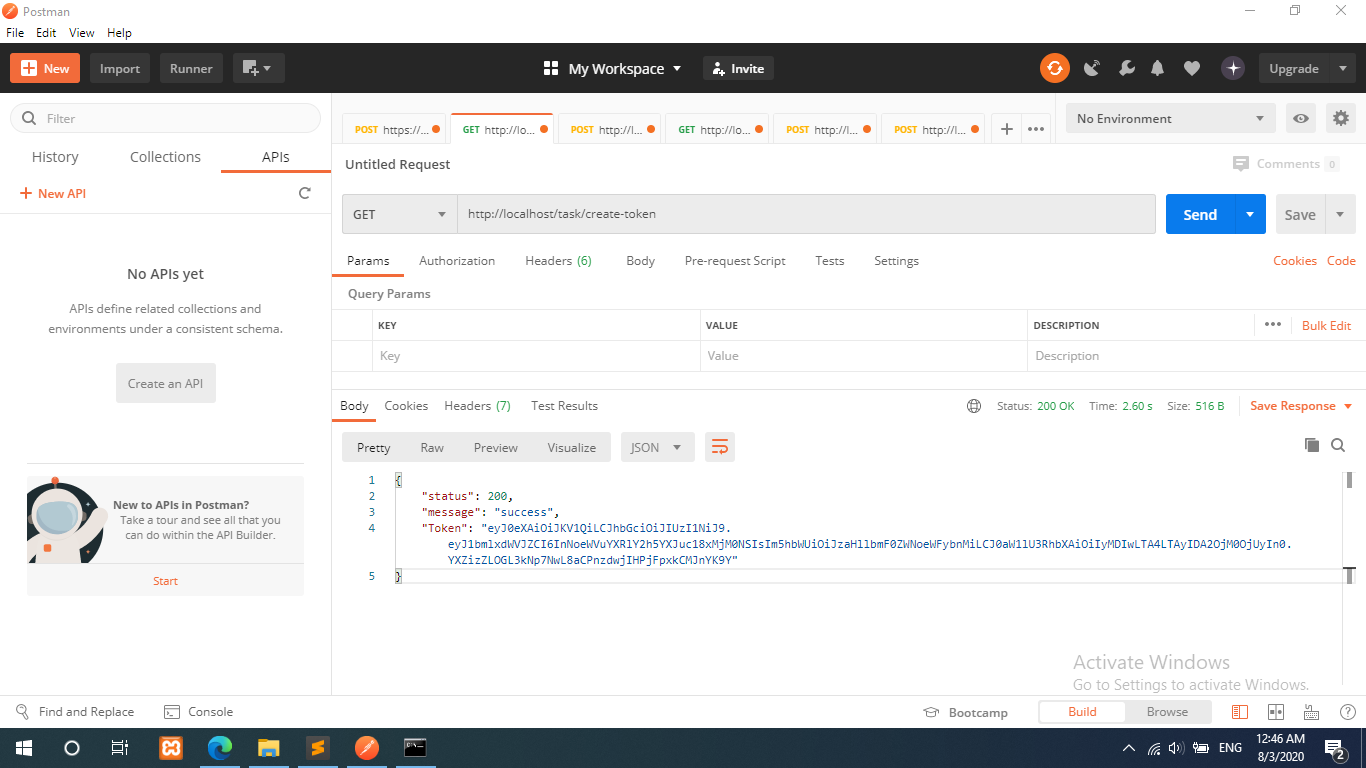 Postman
File Edit View Help
New Import Runner My Workspace Invite Upgrade
Filter
History Collections APIs
New API
No APIs yet
APIs define related collections and
environments under a consistent schema.
Create an API
New to APIs in Postman?
Take a tour and see all that you
can do within the API Builder.
Start
POST https://... GET http://lo... POST http://l... GET http://lo... POST http://l... POST http://l...
No Environment
Untitled Request
Comments 0
GET http://localhost/task/create-token Send Save
Params Authorization Headers (6) Body Pre-request Script Tests Settings Cookies Code
Query Params
KEY VALUE DESCRIPTION ••• Bulk Edit
Key Value Description
Body Cookies Headers (7) Test Results Status: 200 OK Time: 2.60 s Size: 516 B Save Response
Pretty Raw Preview Visualize JSON
1 {
2 "status": 200,
3 "message": "success",
4 "Token": "eyJ0eXAiOiJKV1QiLCJhbGciOiJIUzI1NiJ9.
eyJ1bmlxdWVJZCI6InNoeWVuYXRlY2h5YXJuc18xMjM0NSIsIm5hbWUiOiJzaHllbmF0ZWNoeWFybnMiLCJ0aW1lU3RhbXAiOiIyMDIwLTA4LTAyIDA2OjM0OjUyIn0.
YXZizZLOGL3kNp7NwL8aCPnzdwjIHPjFpxkCMJnYK9Y"
5 }
Activate Windows
Go to Settings to activate Windows.
Find and Replace Console Bootcamp Build Browse
ENG 12:46 AM
8/3/2020
2